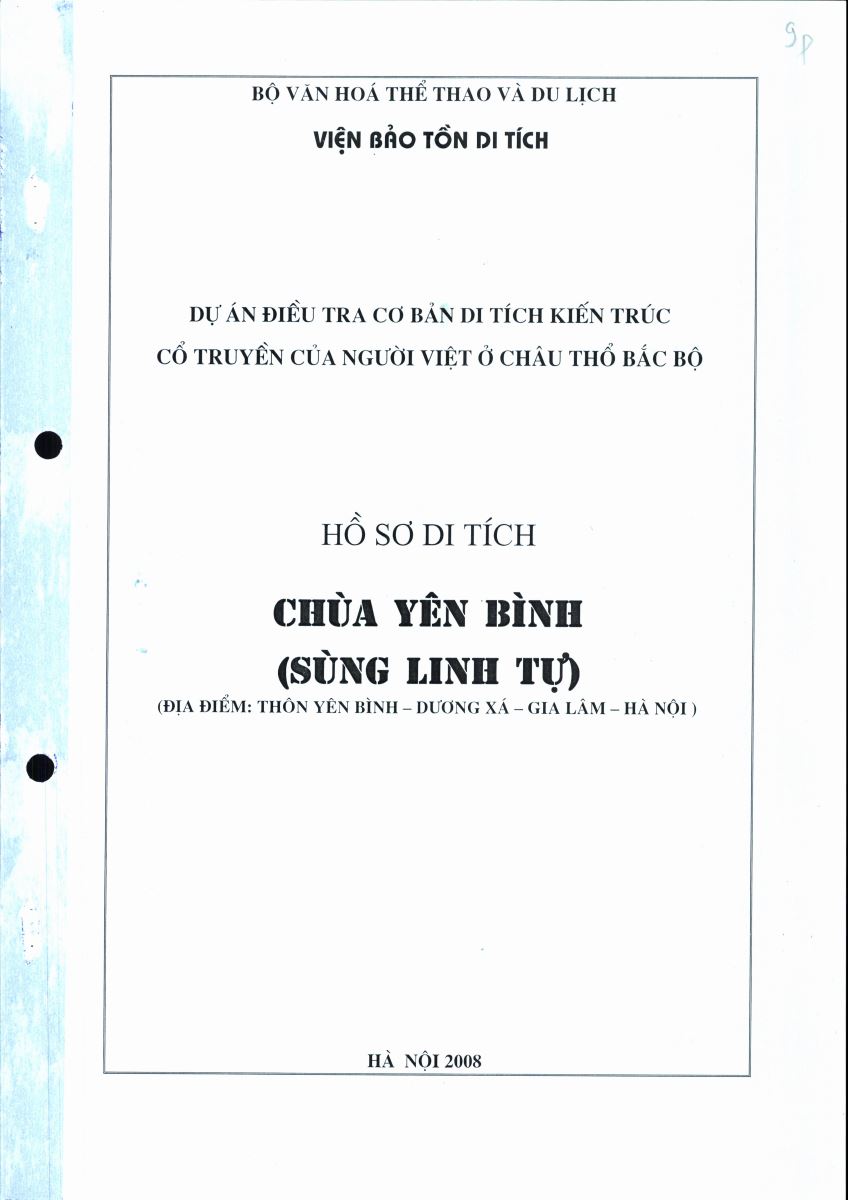 9p
BỘ VĂN HOÁ THỂ THAO VÀ DU LỊCH
VIỆN BẢO TỒN DI TÍCH
DỰ ÁN ĐIỀU TRA CƠ BẢN DI TÍCH KIẾN TRÚC
CỔ TRUYỀN CỦA NGƯỜI VIỆT Ở CHÂU THỔ BẮC BỘ
HỒ SƠ DI TÍCH
CHÙA YÊN BÌNH
(SÙNG LINH TỰ)
(ĐỊA ĐIỂM: THÔN YÊN BÌNH – DƯƠNG XÁ – GIA LÂM – HÀ NỘI )
HÀ NỘI 2008